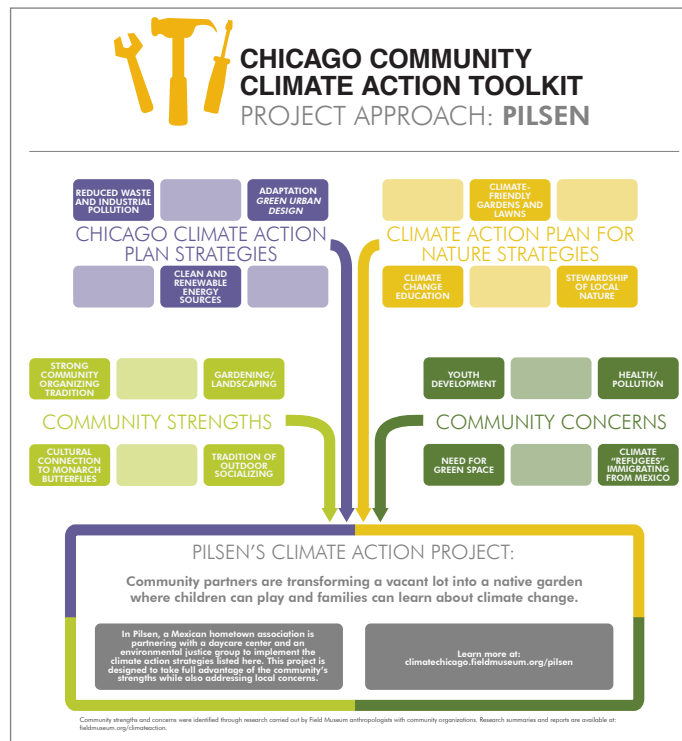 CHICAGO COMMUNITY
CLIMATE ACTION TOOLKIT
PROJECT APPROACH: PILSEN
REDUCED WASTE
AND INDUSTRIAL
POLLUTION
ADAPTATION
GREEN URBAN
DESIGN
CHICAGO CLIMATE ACTION
PLAN STRATEGIES
CLEAN AND
RENEWABLE
ENERGY
SOURCES
CLIMATE-
FRIENDLY
GARDENS AND
LAWNS
CLIMATE ACTION PLAN FOR
NATURE STRATEGIES
CLIMATE
CHANGE
EDUCATION
STEWARDSHIP
OF LOCAL
NATURE
STRONG
COMMUNITY
ORGANIZING
TRADITION
GARDENING/
LANDSCAPING
COMMUNITY STRENGTHS
CULTURAL
CONNECTION
TO MONARCH
BUTTERFLIES
TRADITION OF
OUTDOOR
SOCIALIZING
YOUTH
DEVELOPMENT
HEALTH/
POLLUTION
COMMUNITY CONCERNS
NEED FOR
GREEN SPACE
CLIMATE
"REFUGEES"
IMMIGRATING
FROM MEXICO
PILSEN'S CLIMATE ACTION PROJECT:
Community partners are transforming a vacant lot into a native garden
where children can play and families can learn about climate change.
In Pilsen, a Mexican hometown association is
partnering with a daycare center and an
environmental justice group to implement the
climate action strategies listed here. This project is
designed to take full advantage of the community's
strengths while also addressing local concerns.
Learn more at:
climatechicago.fieldmuseum.org/pilsen
Community strengths and concerns were identified through research carried out by Field Museum anthropologists with community organizations. Research summaries and reports are available at:
fieldmuseum.org/climateaction.